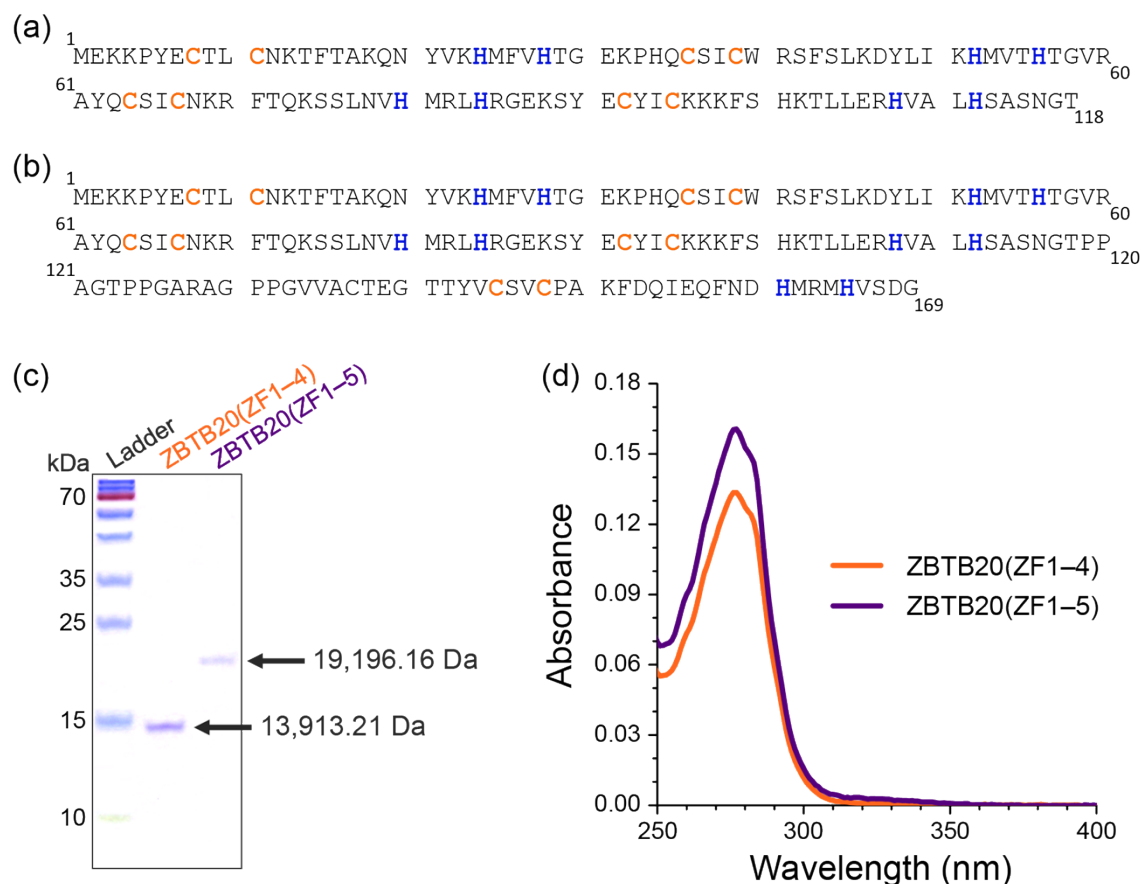 (a)
1
MEKKPYECTL CNKTFTAKQN YVKHMFVHTG EKPHQCSICW RSFSLKDYLI KHMVTHTGVR 60
61
AYQCSICNKR FTQKSSLNVH MRLHRGEKSY ECYICKKKFS HKTLLERHVA LHSASNGT 118
(b)
1
MEKKPYECTL CNKTFTAKQN YVKHMFVHTG EKPHQCSICW RSFSLKDYLI KHMVTHTGVR 60
61
AYQCSICNKR FTQKSSLNVH MRLHRGEKSY ECYICKKKFS HKTLLERHVA LHSASNGTPP 120
121
AGTPPGARAG PPGVVACTEG TTYVCSVCPA KFDQIEQFND HMRMHVSDG 169
(c)
kDa
Ladder
ZBTB20(ZF1–4)
ZBTB20(ZF1–5)
70
35
25
15
10
19,196.16 Da
13,913.21 Da
(d)
Absorbance
0.18
0.15
0.12
0.09
0.06
0.03
0.00
ZBTB20(ZF1–4)
ZBTB20(ZF1–5)
250 300 350 400
Wavelength (nm)